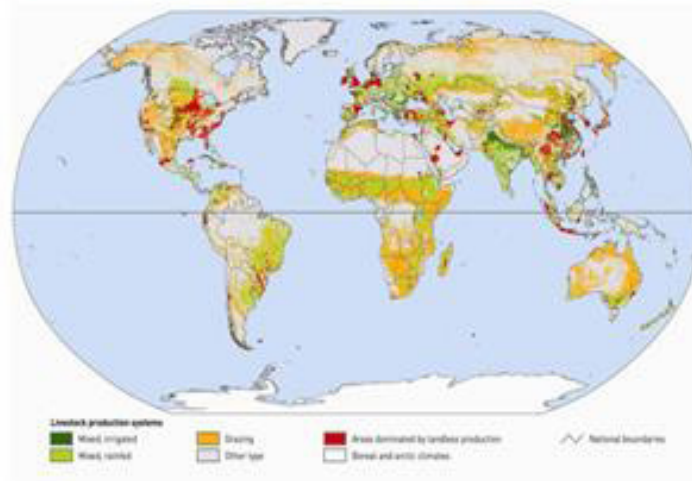 Livestock production systems
Mixed, irrigated
Grazing
Areas dominated by landless production
National boundaries
Mixed, rainfed
Other type
Boreal and arctic climates